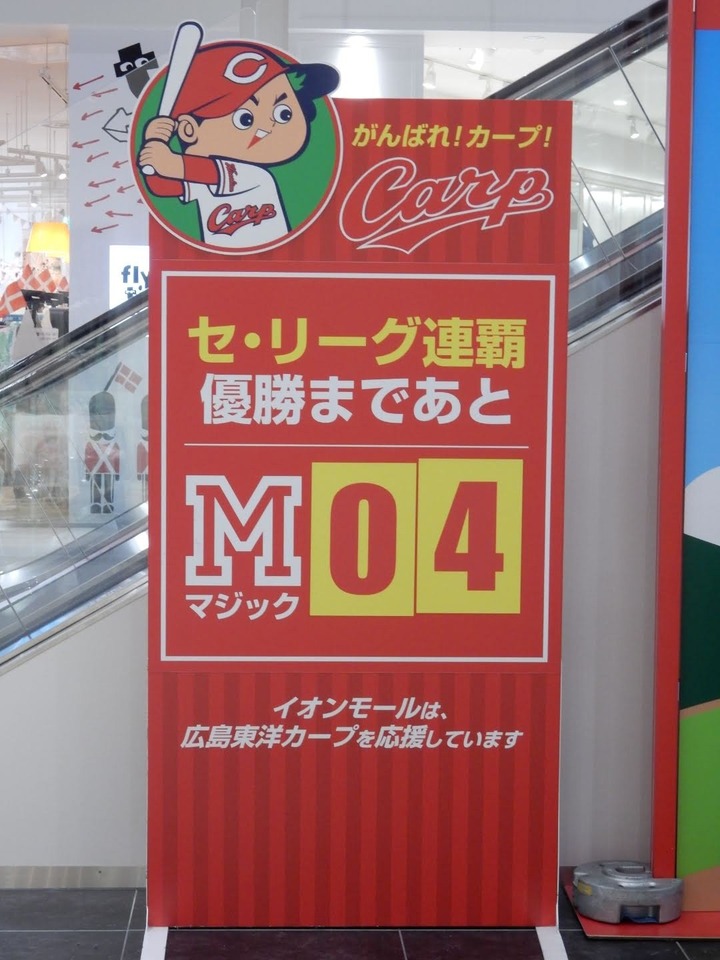 がんばれ!カープ!
Carp
Carp
C
セ・リーグ連覇
優勝まであと
M 04
マジック
イオンモールは、
広島東洋カープを応援しています
fly